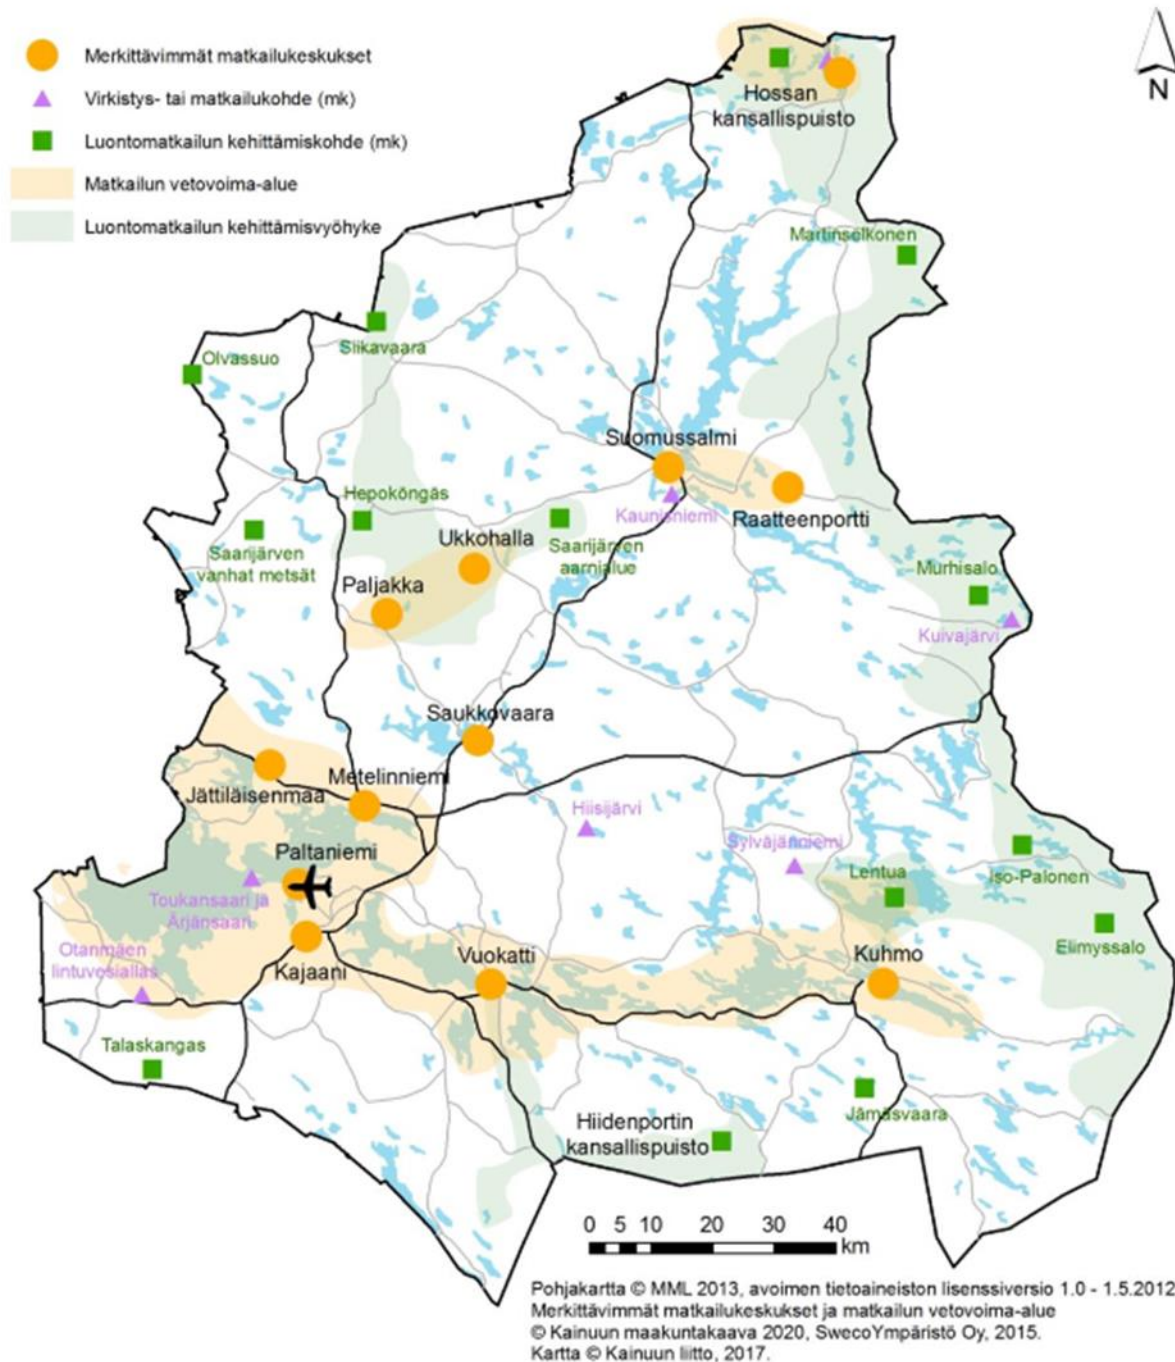 Merkittävimmät matkailukeskukset
Virkistys- tai matkailukohde (mk)
Luontomatkailun kehittämiskohde (mk)
Matkailun vetovoima-alue
Luontomatkailun kehittämisvyöhyke
N
Hossan
kansallispuisto
Martinselkonen
Siikavaara
Olvassuo
Suomussalmi
Kaunisniemi
Raatteenportti
Hepoköngäs
Ukkohalla
Saarijärven
aarnialue
Saarijärven
vanhat metsät
Paljakka
Murhisalo
Kuivajärvi
Saukkovaara
Metelinniemi
Jättiläisenmaa
Hiisijärvi
Sylväjänniemi
Paltaniemi
Lentua
Iso-Palonen
Toukansaari ja
Ärjänsaari
Elimyssalo
Otanmäen
lintuvesiallas
Kajaani
Vuokatti
Kuhmo
Talaskangas
Jämäsvaara
Hiidenportin
kansallispuisto
0 5 10 20 30 40
km
Pohjakartta © MML 2013, avoimen tietoaineiston lisenssiversio 1.0 - 1.5.2012
Merkittävimmät matkailukeskukset ja matkailun vetovoima-alue
© Kainuun maakuntakaava 2020, SwecoYmpäristö Oy, 2015.
Kartta © Kainuun liitto, 2017.